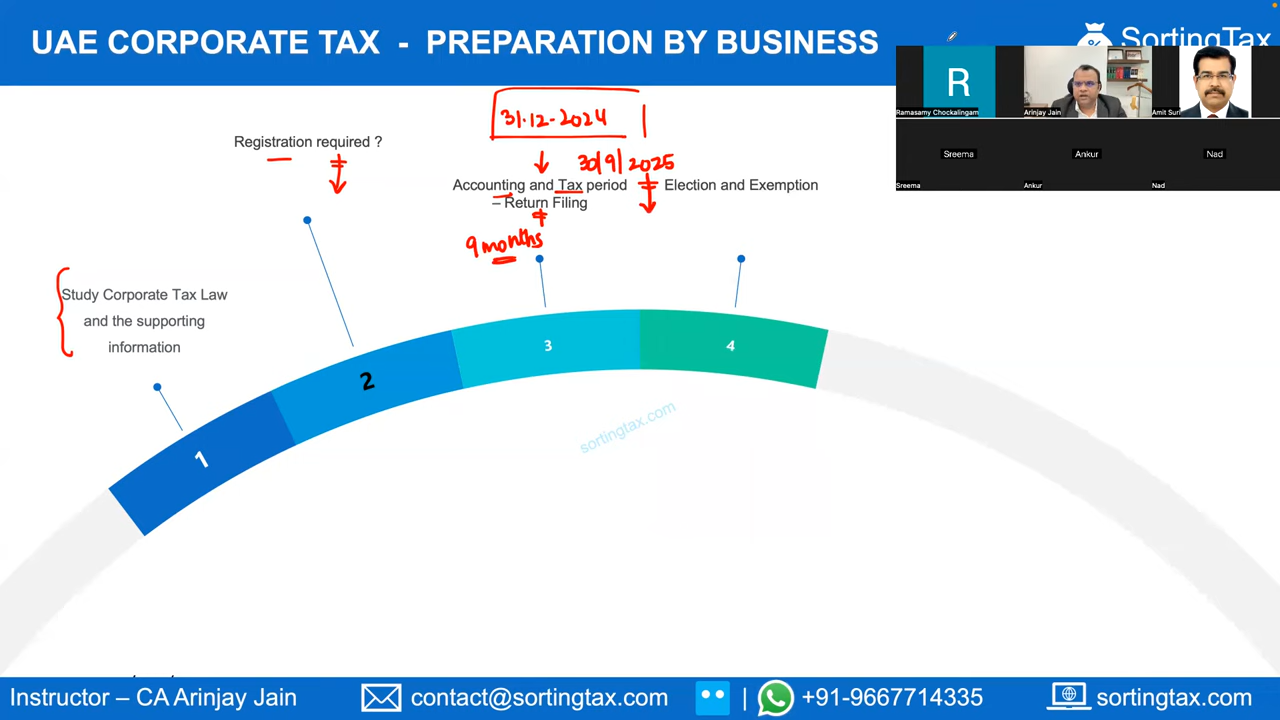 UAE CORPORATE TAX - PREPARATION BY BUSINESS
SortingTax
R
Ramasamy Chockalingam
Arinjay Jain
Amit Suri
Sreema
Ankur
Nad
Sreema
Ankur
Nad
31.12-2024
30/9/2025
Registration required ?
Accounting and Tax period
– Return Filing
9 months
Election and Exemption
Study Corporate Tax Law
and the supporting
information
1
2
3
4
sortingtax.com
Instructor – CA Arinjay Jain
contact@sortingtax.com
|
+91-9667714335
sortingtax.com